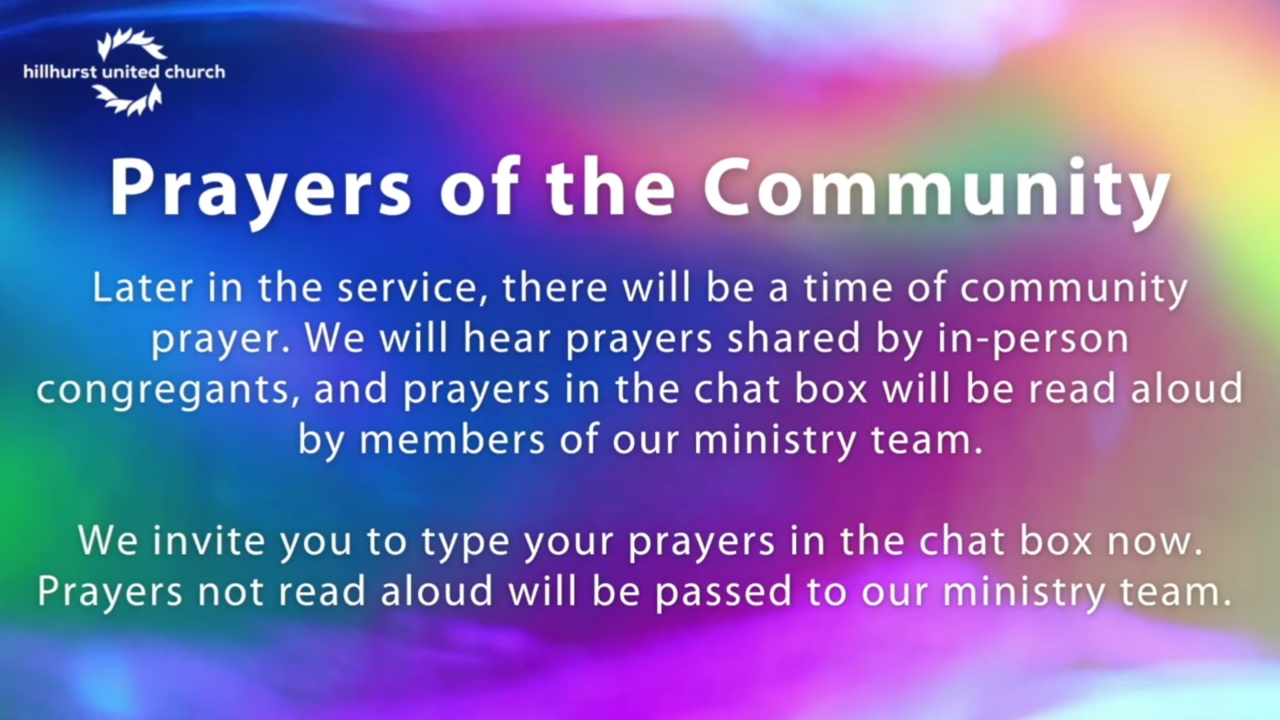 hillhurst united church
Prayers of the Community
Later in the service, there will be a time of community
prayer. We will hear prayers shared by in-person
congregants, and prayers in the chat box will be read aloud
by members of our ministry team.
We invite you to type your prayers in the chat box now.
Prayers not read aloud will be passed to our ministry team.